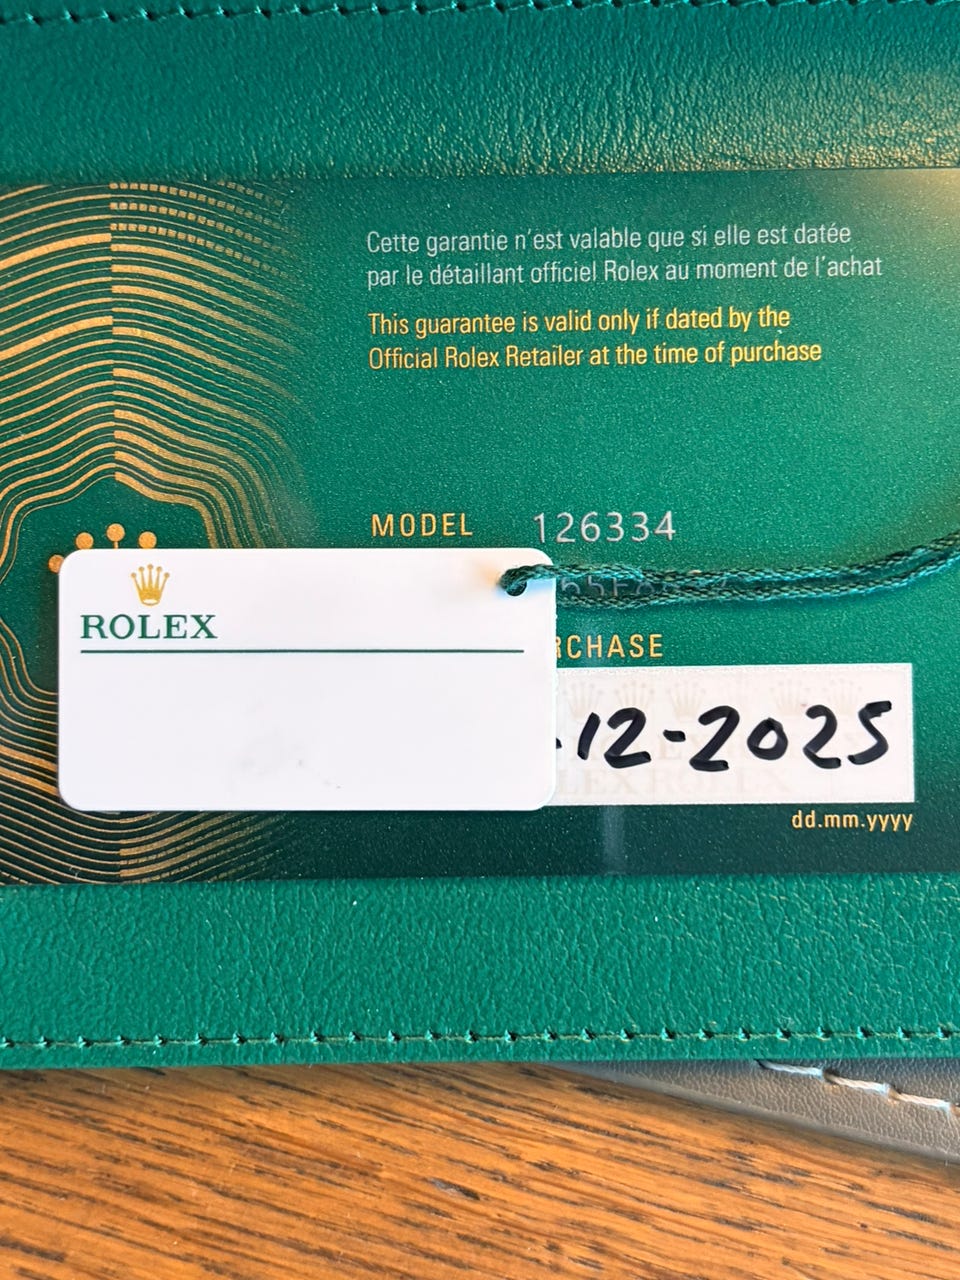 Cette garantie n'est valable que si elle est datée
par le détaillant officiel Rolex au moment de l'achat
This guarantee is valid only if dated by the
Official Rolex Retailer at the time of purchase
MODEL 126334
ROLEX
RCHASE
-12-2025
dd.mm.yyyy